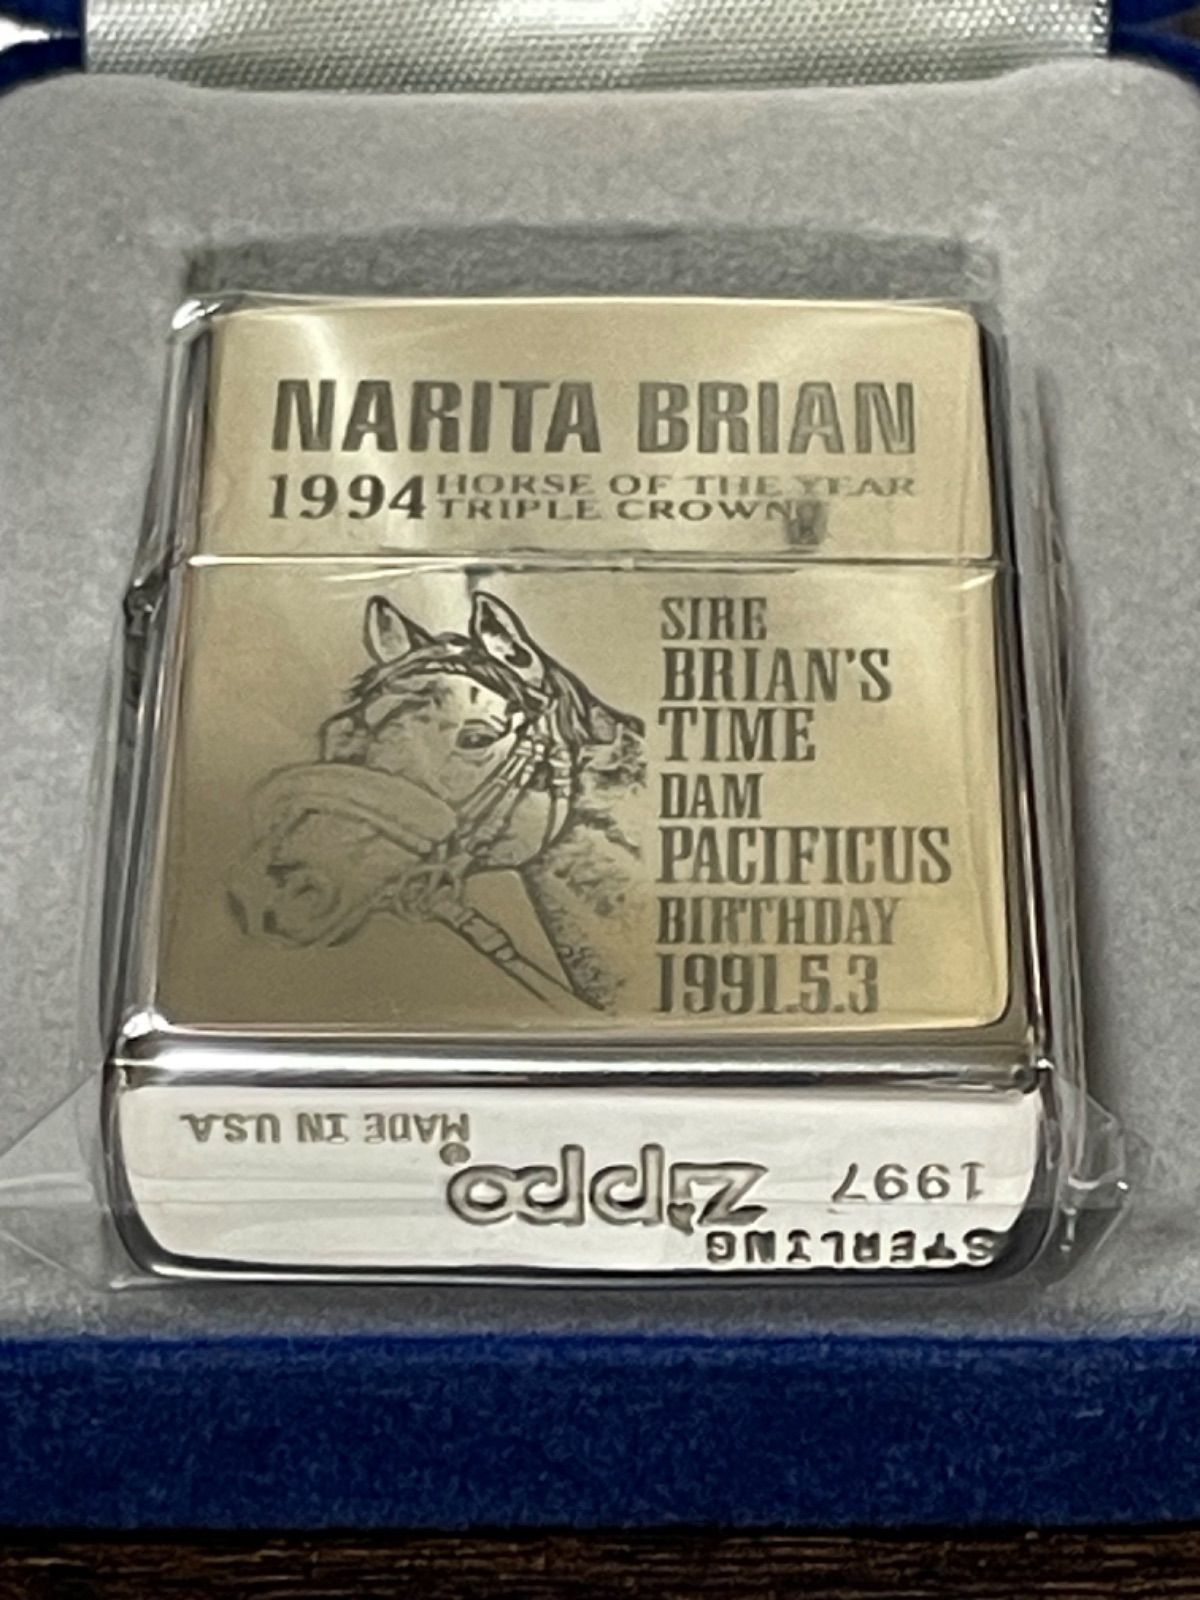 NARITA BRIAN
1994 HORSE OF THE YEAR
TRIPLE CROWN
SIRE
BRIAN'S
TIME
DAM
PACIFICUS
BIRTHDAY
1991.5.3
STERLING
1997 Zippo
MADE IN U.S.A.